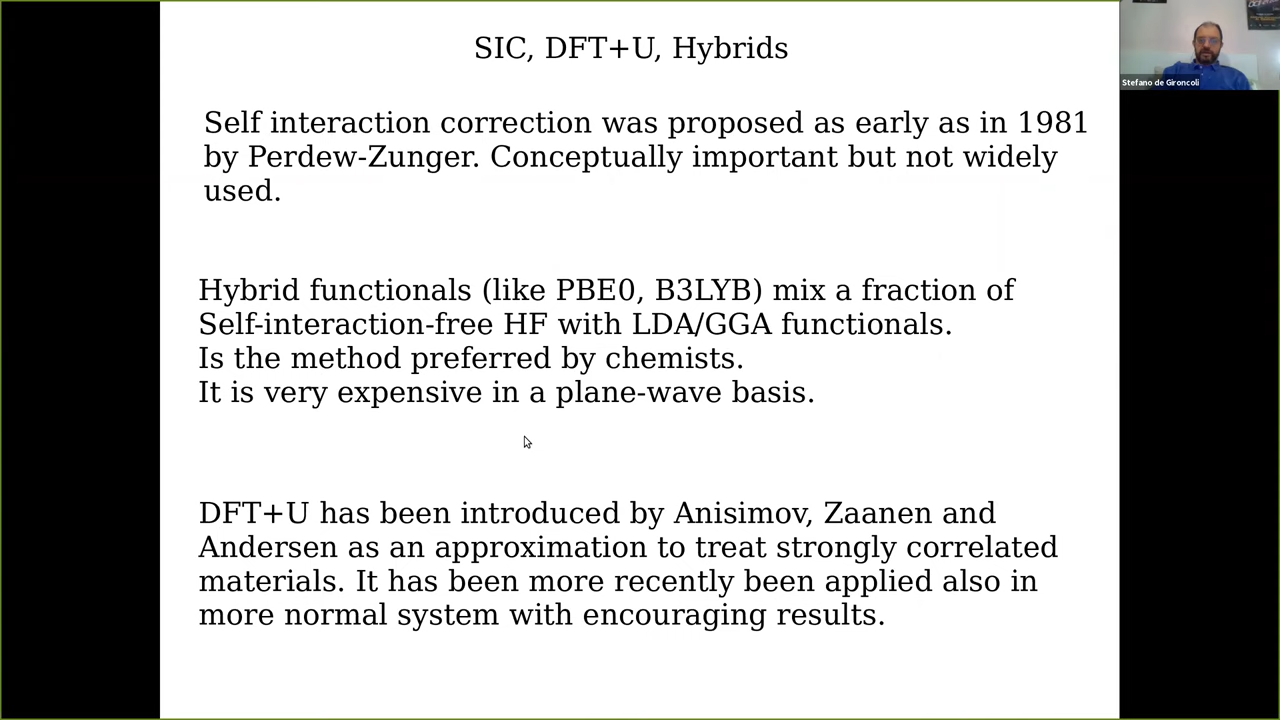 SIC, DFT+U, Hybrids
Stefano de Gironcoli
Self interaction correction was proposed as early as in 1981
by Perdew-Zunger. Conceptually important but not widely
used.
Hybrid functionals (like PBE0, B3LYB) mix a fraction of
Self-interaction-free HF with LDA/GGA functionals.
Is the method preferred by chemists.
It is very expensive in a plane-wave basis.
DFT+U has been introduced by Anisimov, Zaanen and
Andersen as an approximation to treat strongly correlated
materials. It has been more recently been applied also in
more normal system with encouraging results.